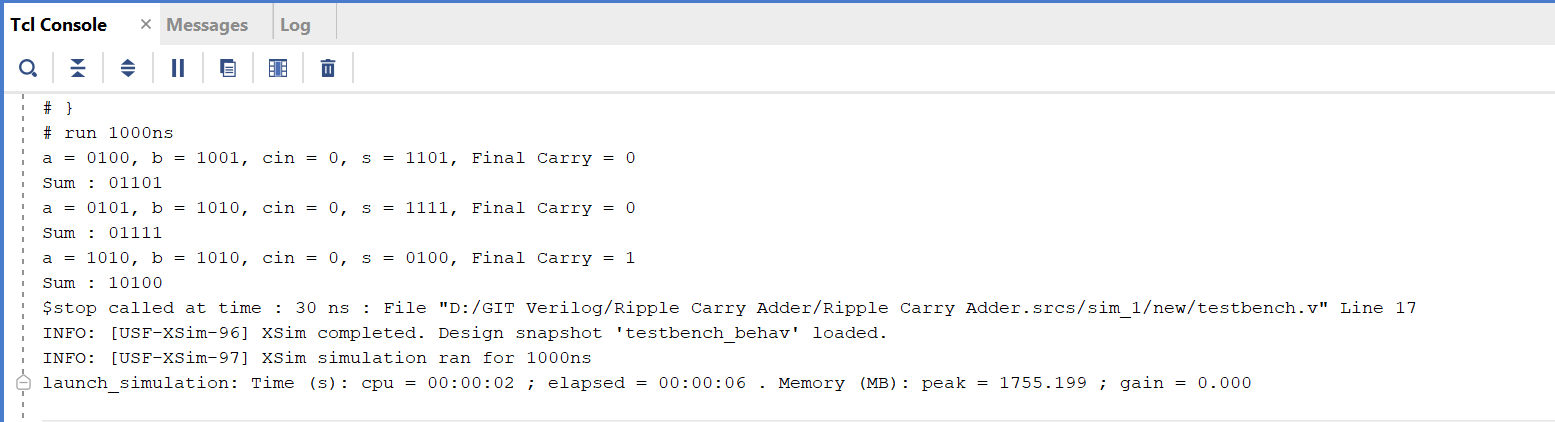 Tcl Console × Messages Log
# }
# run 1000ns
a = 0100, b = 1001, cin = 0, s = 1101, Final Carry = 0
Sum : 01101
a = 0101, b = 1010, cin = 0, s = 1111, Final Carry = 0
Sum : 01111
a = 1010, b = 1010, cin = 0, s = 0100, Final Carry = 1
Sum : 10100
$stop called at time : 30 ns : File "D:/GIT Verilog/Ripple Carry Adder/Ripple Carry Adder.srcs/sim_1/new/testbench.v" Line 17
INFO: [USF-XSim-96] XSim completed. Design snapshot 'testbench_behav' loaded.
INFO: [USF-XSim-97] XSim simulation ran for 1000ns
launch_simulation: Time (s): cpu = 00:00:02 ; elapsed = 00:00:06 . Memory (MB): peak = 1755.199 ; gain = 0.000